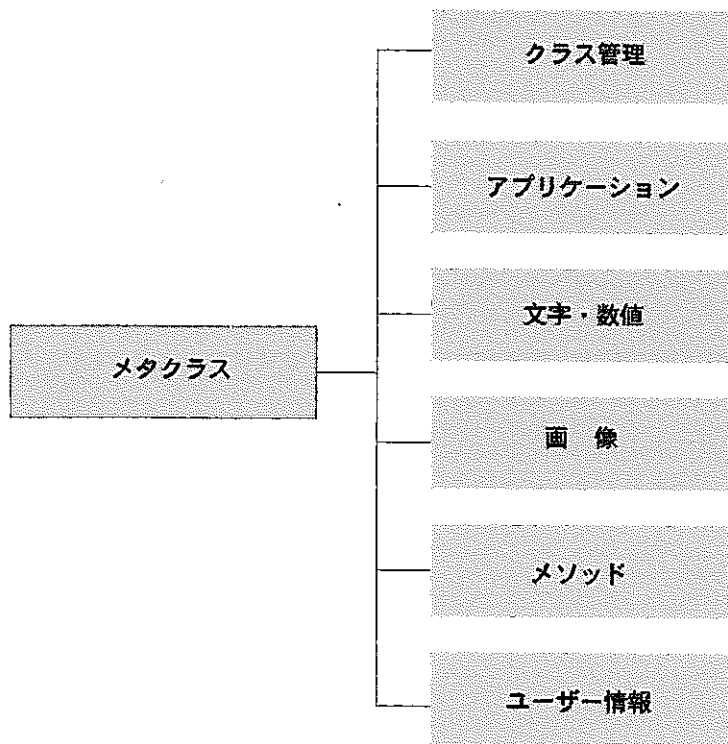 クラス管理
アプリケーション
文字・数値
メタクラス
画 像
メソッド
ユーザー情報